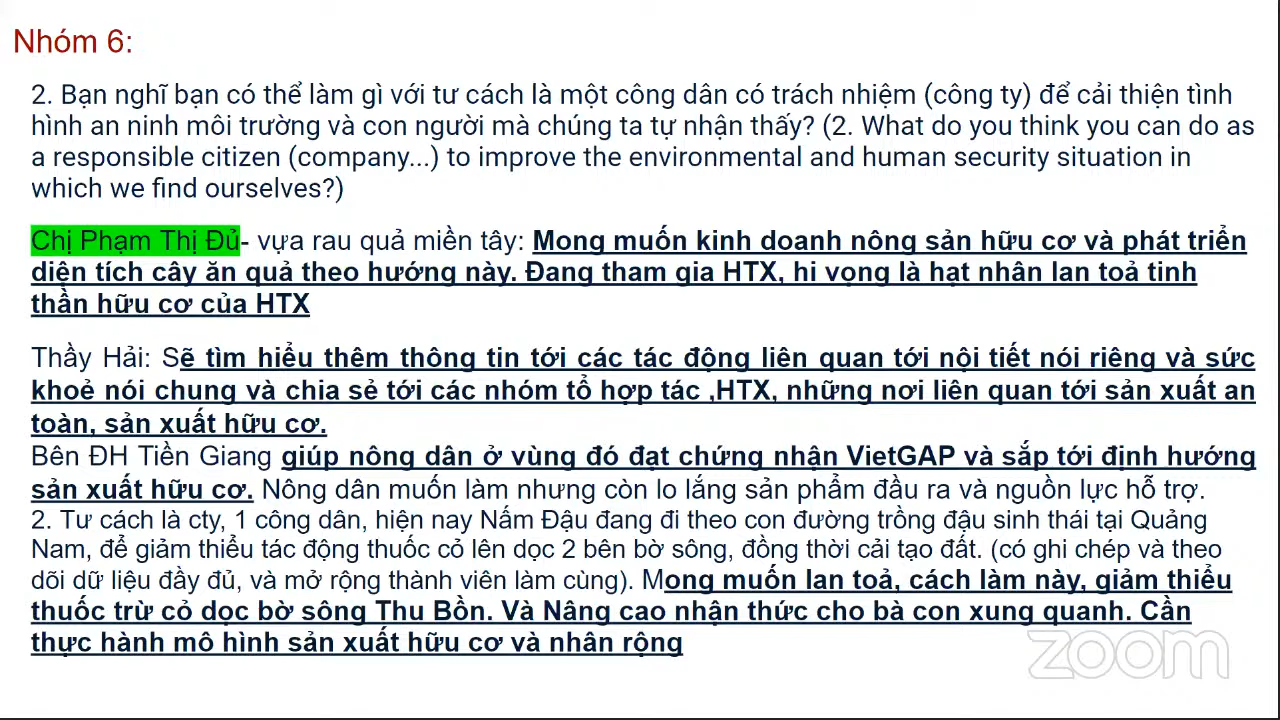 Nhóm 6:
2. Bạn nghĩ bạn có thể làm gì với tư cách là một công dân có trách nhiệm (công ty) để cải thiện tình
hình an ninh môi trường và con người mà chúng ta tự nhận thấy? (2. What do you think you can do as
a responsible citizen (company...) to improve the environmental and human security situation in
which we find ourselves?)
Chị Phạm Thị Đủ- vựa rau quả miền tây: Mong muốn kinh doanh nông sản hữu cơ và phát triển
diện tích cây ăn quả theo hướng này. Đang tham gia HTX, hi vọng là hạt nhân lan toả tinh
thần hữu cơ của HTX
Thầy Hải: Sẽ tìm hiểu thêm thông tin tới các tác động liên quan tới nội tiết nói riêng và sức
khoẻ nói chung và chia sẻ tới các nhóm tổ hợp tác ,HTX, những nơi liên quan tới sản xuất an
toàn, sản xuất hữu cơ.
Bên ĐH Tiền Giang giúp nông dân ở vùng đó đạt chứng nhận VietGAP và sắp tới định hướng
sản xuất hữu cơ. Nông dân muốn làm nhưng còn lo lắng sản phẩm đầu ra và nguồn lực hỗ trợ.
2. Tư cách là cty, 1 công dân, hiện nay Nấm Đậu đang đi theo con đường trồng đậu sinh thái tại Quảng
Nam, để giảm thiểu tác động thuốc cỏ lên dọc 2 bên bờ sông, đồng thời cải tạo đất. (có ghi chép và theo
dõi dữ liệu đầy đủ, và mở rộng thành viên làm cùng). Mong muốn lan toả, cách làm này, giảm thiểu
thuốc trừ cỏ dọc bờ sông Thu Bồn. Và Nâng cao nhận thức cho bà con xung quanh. Cần
thực hành mô hình sản xuất hữu cơ và nhân rộng
zoom